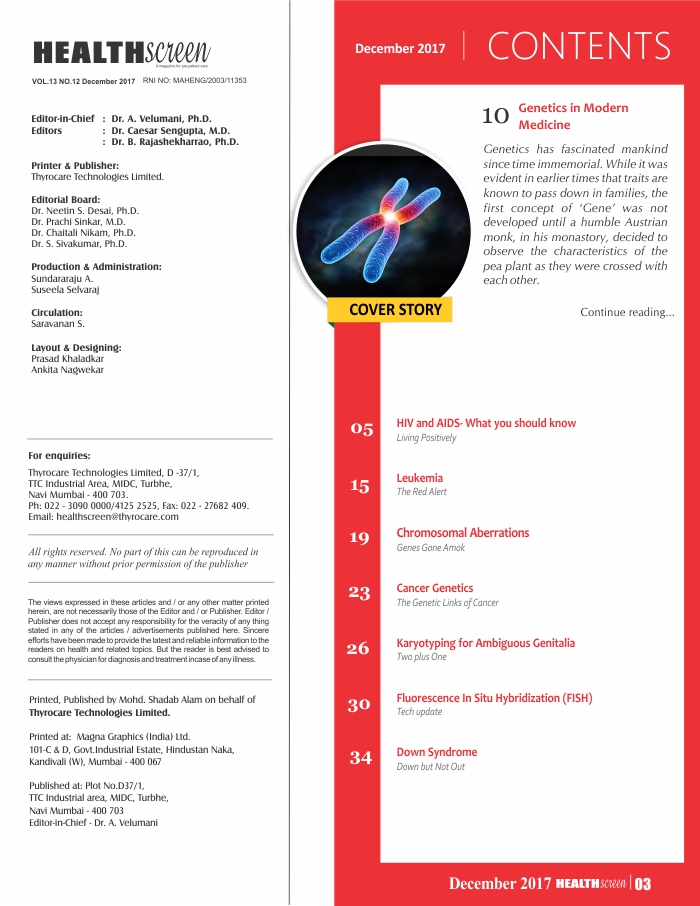 HEALTHscreen
A magazine for pre-patient care
VOL.13 NO.12 December 2017 RNI NO: MAHENG/2003/11353
Editor-in-Chief : Dr. A. Velumani, Ph.D.
Editors : Dr. Caesar Sengupta, M.D.
: Dr. B. Rajashekharrao, Ph.D.
Printer & Publisher:
Thyrocare Technologies Limited.
Editorial Board:
Dr. Neetin S. Desai, Ph.D.
Dr. Prachi Sinkar, M.D.
Dr. Chaitali Nikam, Ph.D.
Dr. S. Sivakumar, Ph.D.
Production & Administration:
Sundararaju A.
Suseela Selvaraj
Circulation:
Saravanan S.
Layout & Designing:
Prasad Khaladkar
Ankita Nagwekar
For enquiries:
Thyrocare Technologies Limited, D -37/1,
TTC Industrial Area, MIDC, Turbhe,
Navi Mumbai - 400 703.
Ph: 022 - 3090 0000/4125 2525, Fax: 022 - 27682 409.
Email: healthscreen@thyrocare.com
All rights reserved. No part of this can be reproduced in
any manner without prior permission of the publisher
The views expressed in these articles and / or any other matter printed
herein, are not necessarily those of the Editor and / or Publisher. Editor /
Publisher does not accept any responsibility for the veracity of any thing
stated in any of the articles / advertisements published here. Sincere
efforts have been made to provide the latest and reliable information to the
readers on health and related topics. But the reader is best advised to
consult the physician for diagnosis and treatment incase of any illness.
Printed, Published by Mohd. Shadab Alam on behalf of
Thyrocare Technologies Limited.
Printed at: Magna Graphics (India) Ltd.
101-C & D, Govt.Industrial Estate, Hindustan Naka,
Kandivali (W), Mumbai - 400 067
Published at: Plot No.D37/1,
TTC Industrial area, MIDC, Turbhe,
Navi Mumbai - 400 703
Editor-in-Chief - Dr. A. Velumani
December 2017 | CONTENTS
10 Genetics in Modern
Medicine
Genetics has fascinated mankind
since time immemorial. While it was
evident in earlier times that traits are
known to pass down in families, the
first concept of ‘Gene’ was not
developed until a humble Austrian
monk, in his monastory, decided to
observe the characteristics of the
pea plant as they were crossed with
each other.
Continue reading...
COVER STORY
05 HIV and AIDS- What you should know
Living Positively
15 Leukemia
The Red Alert
19 Chromosomal Aberrations
Genes Gone Amok
23 Cancer Genetics
The Genetic Links of Cancer
26 Karyotyping for Ambiguous Genitalia
Two plus One
30 Fluorescence In Situ Hybridization (FISH)
Tech update
34 Down Syndrome
Down but Not Out
December 2017 HEALTHscreen | 03